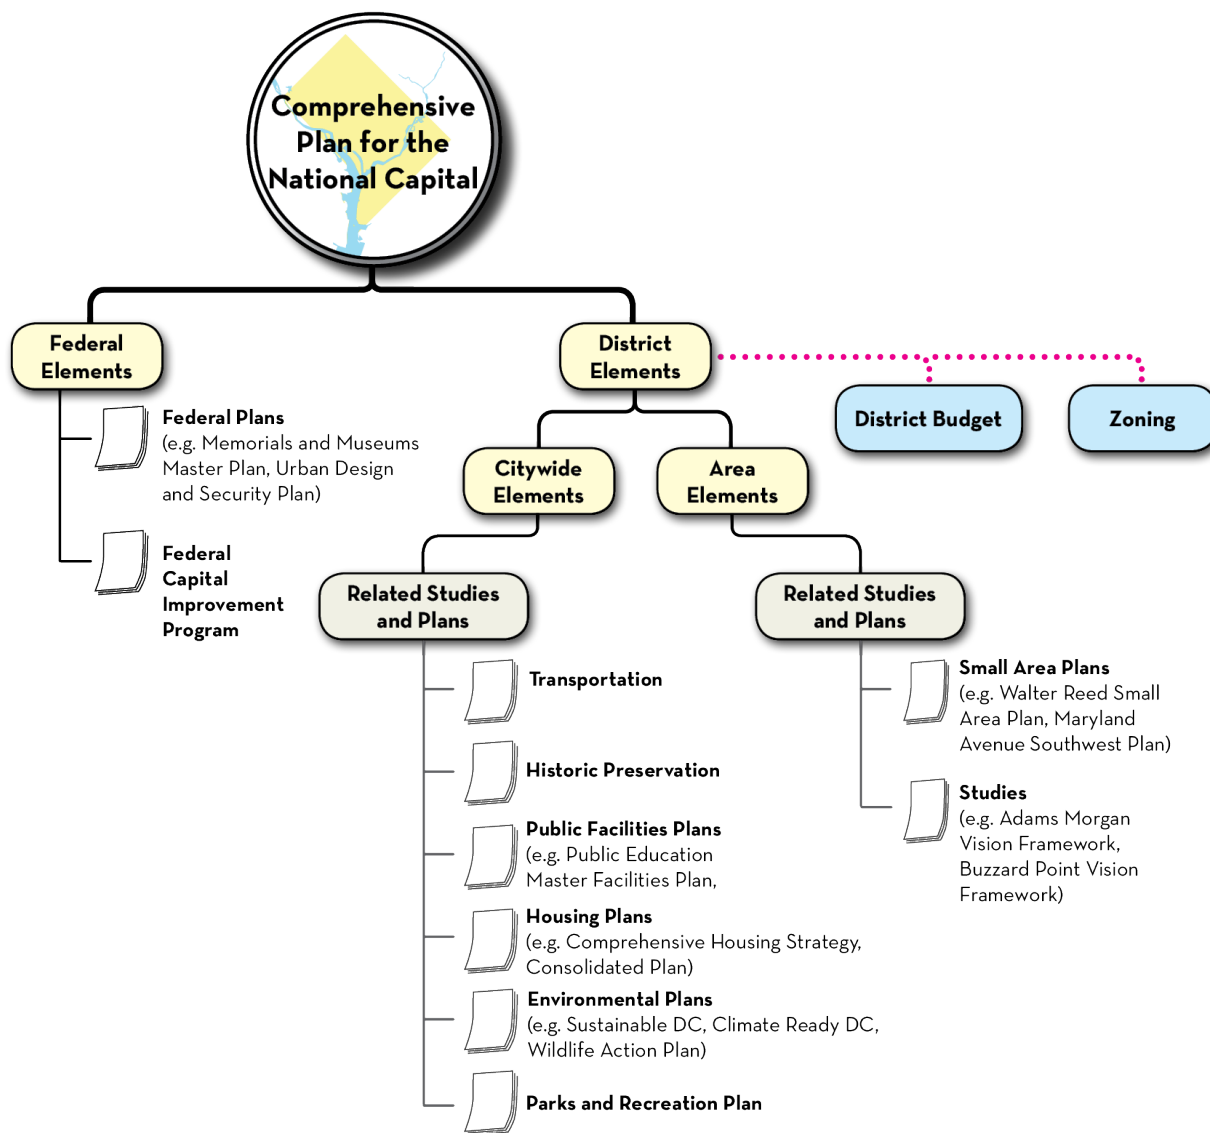 Comprehensive
Plan for the
National Capital
Federal
Elements
District
Elements
District Budget
Zoning
Federal Plans
(e.g. Memorials and Museums
Master Plan, Urban Design
and Security Plan)
Federal
Capital
Improvement
Program
Citywide
Elements
Area
Elements
Related Studies
and Plans
Transportation
Historic Preservation
Public Facilities Plans
(e.g. Public Education
Master Facilities Plan,
Housing Plans
(e.g. Comprehensive Housing Strategy,
Consolidated Plan)
Environmental Plans
(e.g. Sustainable DC, Climate Ready DC,
Wildlife Action Plan)
Parks and Recreation Plan
Related Studies
and Plans
Small Area Plans
(e.g. Walter Reed Small
Area Plan, Maryland
Avenue Southwest Plan)
Studies
(e.g. Adams Morgan
Vision Framework,
Buzzard Point Vision
Framework)